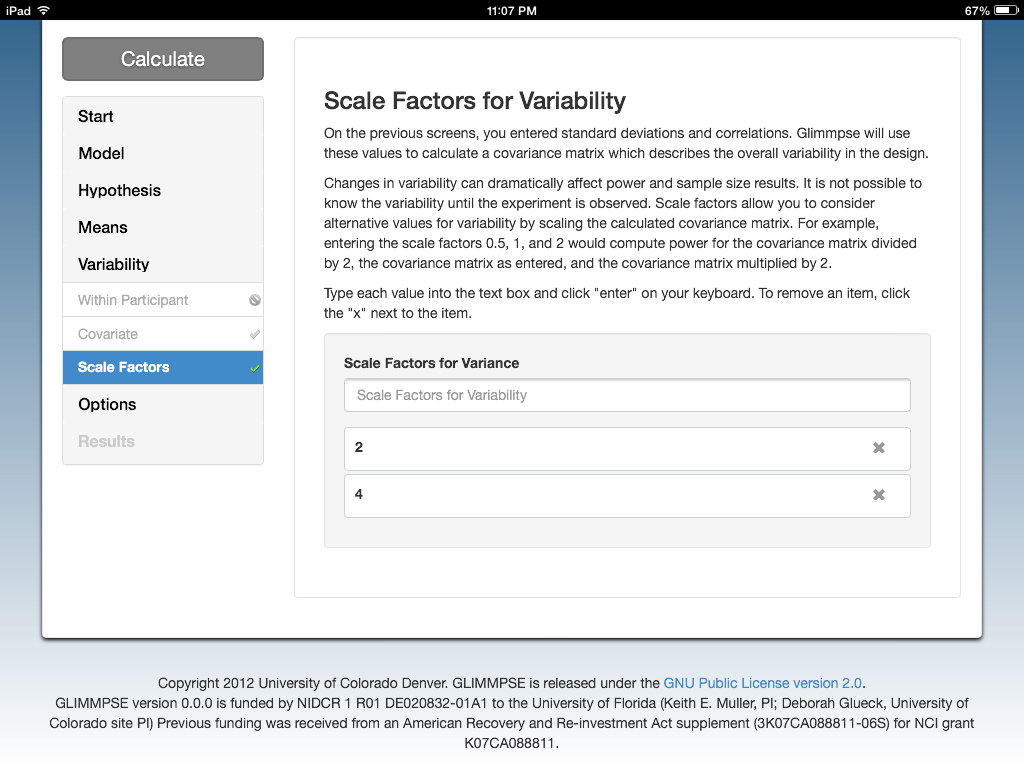 iPad 11:07 PM 67%
Calculate
Start
Model
Hypothesis
Means
Variability
Within Participant
Covariate
Scale Factors
Options
Results
Scale Factors for Variability
On the previous screens, you entered standard deviations and correlations. Glimmpse will use
these values to calculate a covariance matrix which describes the overall variability in the design.
Changes in variability can dramatically affect power and sample size results. It is not possible to
know the variability until the experiment is observed. Scale factors allow you to consider
alternative values for variability by scaling the calculated covariance matrix. For example,
entering the scale factors 0.5, 1, and 2 would compute power for the covariance matrix divided
by 2, the covariance matrix as entered, and the covariance matrix multiplied by 2.
Type each value into the text box and click "enter" on your keyboard. To remove an item, click
the "x" next to the item.
Scale Factors for Variance
Scale Factors for Variability
2
4
Copyright 2012 University of Colorado Denver. GLIMMPSE is released under the GNU Public License version 2.0.
GLIMMPSE version 0.0.0 is funded by NIDCR 1 R01 DE020832-01A1 to the University of Florida (Keith E. Muller, PI; Deborah Glueck, University of
Colorado site PI) Previous funding was received from an American Recovery and Re-investment Act supplement (3K07CA088811-06S) for NCI grant
K07CA088811.